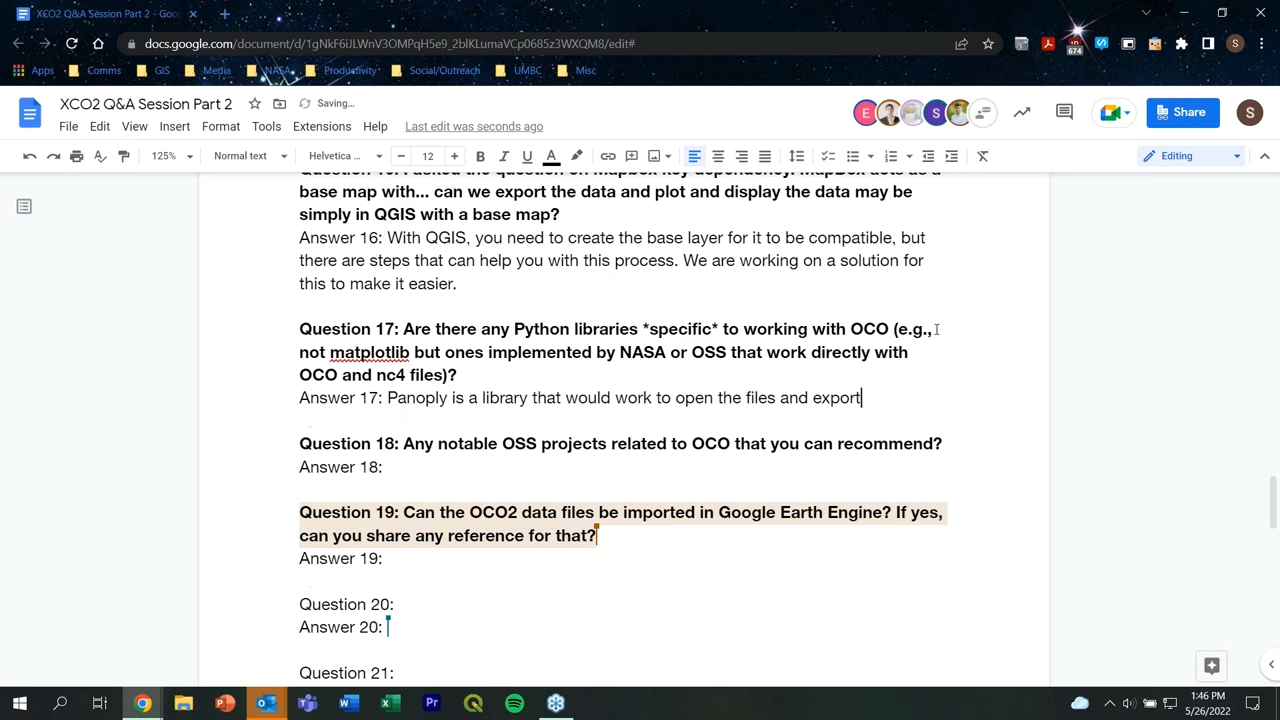 XCO2 Q&A Session Part 2 - Goo
docs.google.com/document/d/1gNkF6iJLWnV3OMPqH5e9_2blKLumaVCp0685z3WXQM8/edit#
674
S
Apps
Comms
GIS
Media
NASA
Productivity
Social/Outreach
UMBC
Misc
XCO2 Q&A Session Part 2
Saving...
E
S
Share
S
File Edit View Insert Format Tools Extensions Help Last edit was seconds ago
125% Normal text Helvetica ... 12 B I U A Editing
base map with... can we export the data and plot and display the data may be
simply in QGIS with a base map?
Answer 16: With QGIS, you need to create the base layer for it to be compatible, but
there are steps that can help you with this process. We are working on a solution for
this to make it easier.
Question 17: Are there any Python libraries *specific* to working with OCO (e.g.,
not matplotlib but ones implemented by NASA or OSS that work directly with
OCO and nc4 files)?
Answer 17: Panoply is a library that would work to open the files and export
Question 18: Any notable OSS projects related to OCO that you can recommend?
Answer 18:
Question 19: Can the OCO2 data files be imported in Google Earth Engine? If yes,
can you share any reference for that?
Answer 19:
Question 20:
Answer 20:
Question 21:
1:46 PM
5/26/2022